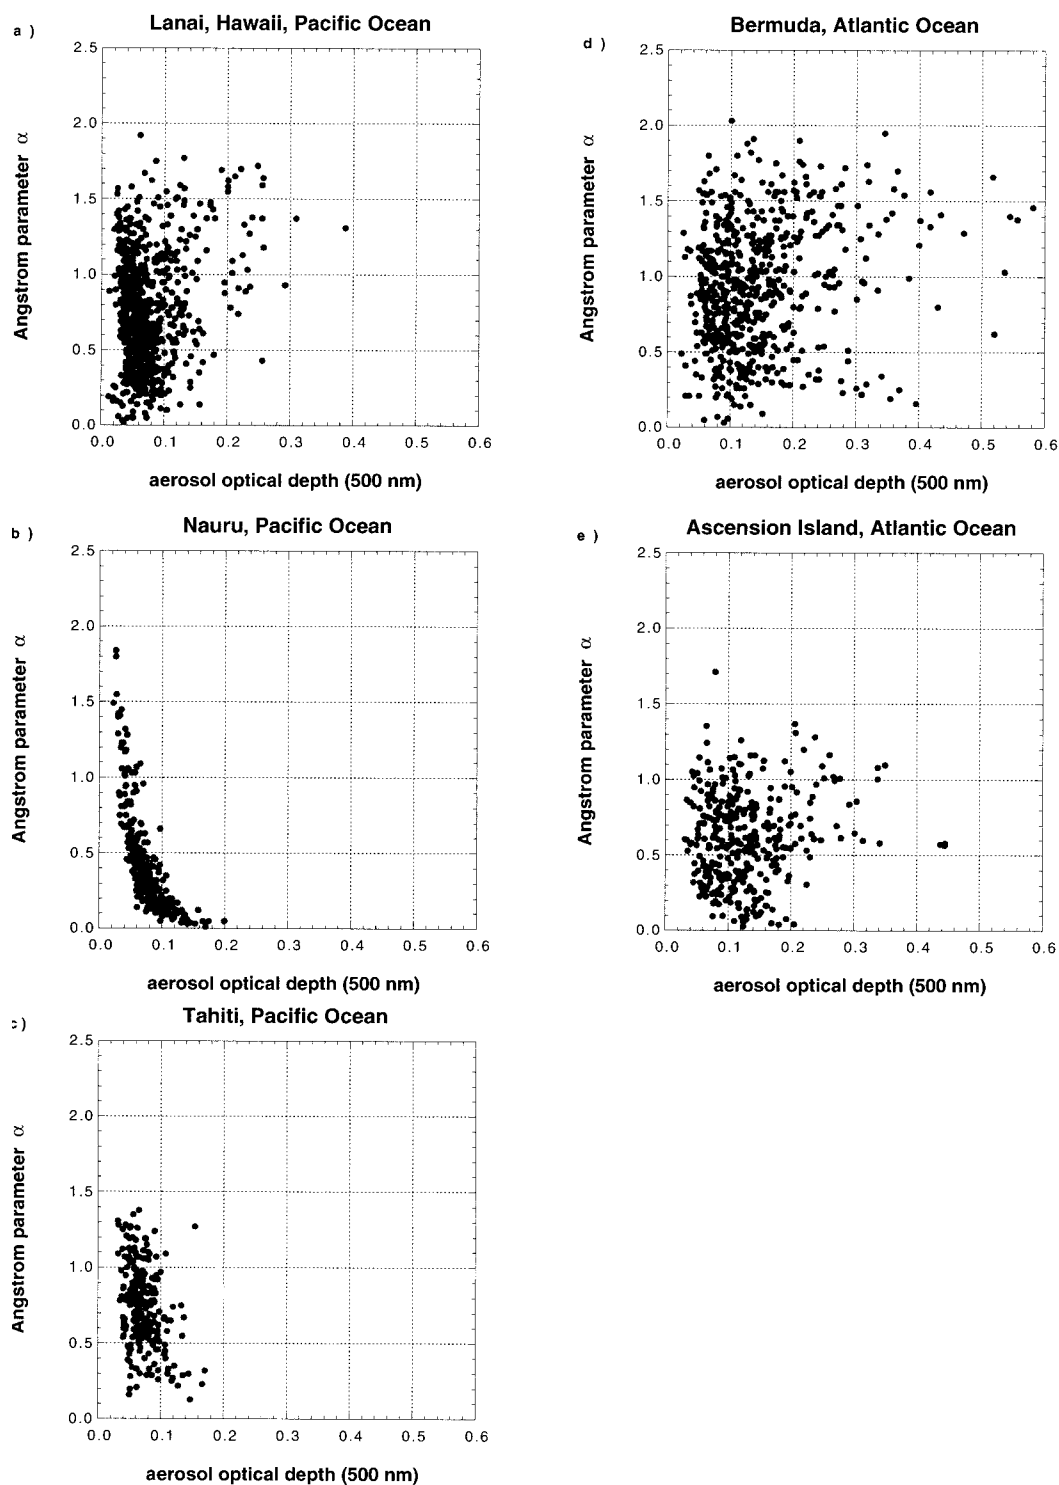 a )
Lanai, Hawaii, Pacific Ocean
2.5
2.0
1.5
1.0
0.5
0.0
Angstrom parameter α
0.0 0.1 0.2 0.3 0.4 0.5 0.6
aerosol optical depth (500 nm)
b )
Nauru, Pacific Ocean
2.5
2.0
1.5
1.0
0.5
0.0
Angstrom parameter α
0.0 0.1 0.2 0.3 0.4 0.5 0.6
aerosol optical depth (500 nm)
c )
Tahiti, Pacific Ocean
2.5
2.0
1.5
1.0
0.5
0.0
Angstrom parameter α
0.0 0.1 0.2 0.3 0.4 0.5 0.6
aerosol optical depth (500 nm)
d )
Bermuda, Atlantic Ocean
2.5
2.0
1.5
1.0
0.5
0.0
Angstrom parameter α
0.0 0.1 0.2 0.3 0.4 0.5 0.6
aerosol optical depth (500 nm)
e )
Ascension Island, Atlantic Ocean
2.5
2.0
1.5
1.0
0.5
0.0
Angstrom parameter α
0.0 0.1 0.2 0.3 0.4 0.5 0.6
aerosol optical depth (500 nm)